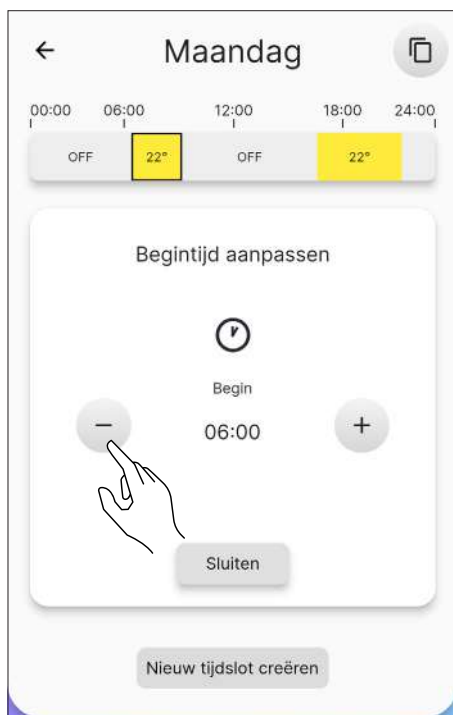 Maandag
00:00 06:00 12:00 18:00 24:00
OFF 22° OFF 22°
Begintijd aanpassen
Begin
06:00
Sluiten
Nieuw tijdslot creëren